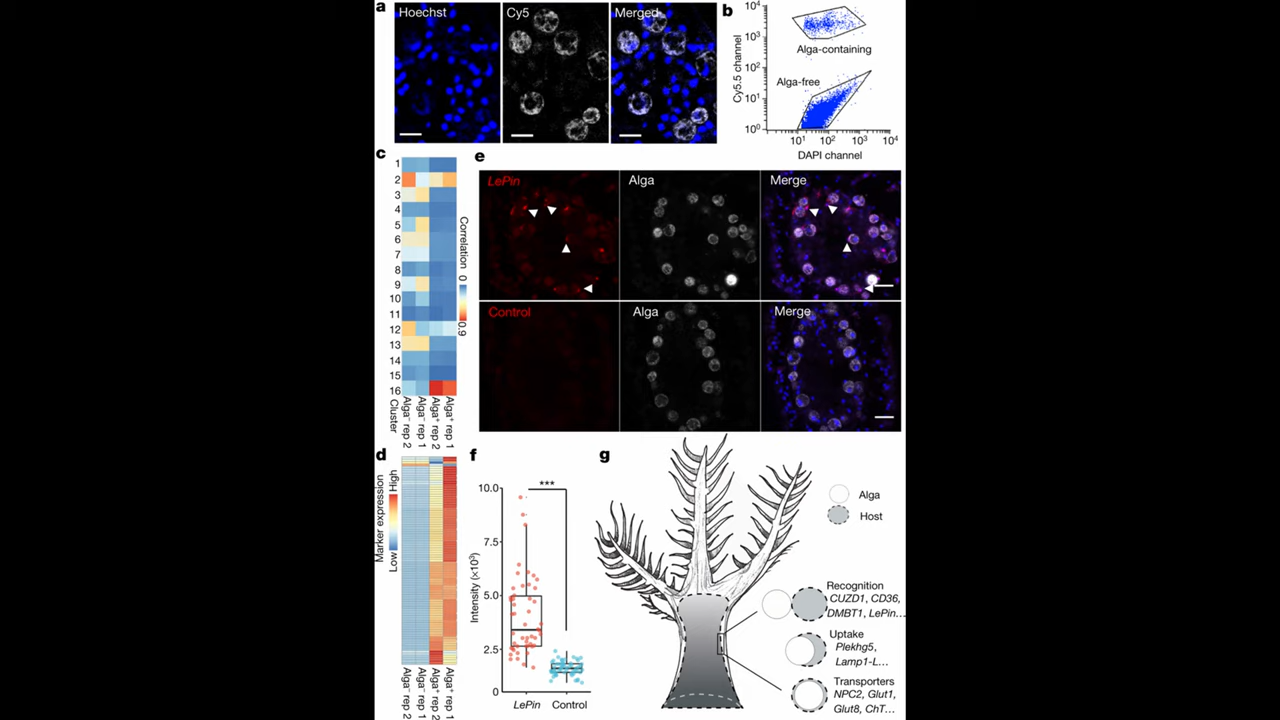 a
Hoechst
Cy5
Merged
b
10⁴
10³
10²
10¹
10⁰
Cy5.5 channel
Alga-containing
Alga-free
10¹
10²
10³
10⁴
DAPI channel
c
1
2
3
4
5
6
7
8
9
10
11
12
13
14
15
16
Cluster
Alga⁻ rep 2
Alga⁻ rep 1
Alga⁺ rep 2
Alga⁺ rep 1
Correlation
0
0.9
e
LePin
Alga
Merge
Control
Alga
Merge
d
Marker expression
High
Low
Alga⁻ rep 2
Alga⁻ rep 1
Alga⁺ rep 2
Alga⁺ rep 1
f
10.0
7.5
5.0
2.5
0
Intensity (×10³)
***
LePin
Control
g
Alga
Host
Recognition
CUZD1, CD36,
DMBT1, LePin...
Uptake
Plekhg5,
Lamp1-L...
Transporters
NPC2, Glut1,
Glut8, ChT...